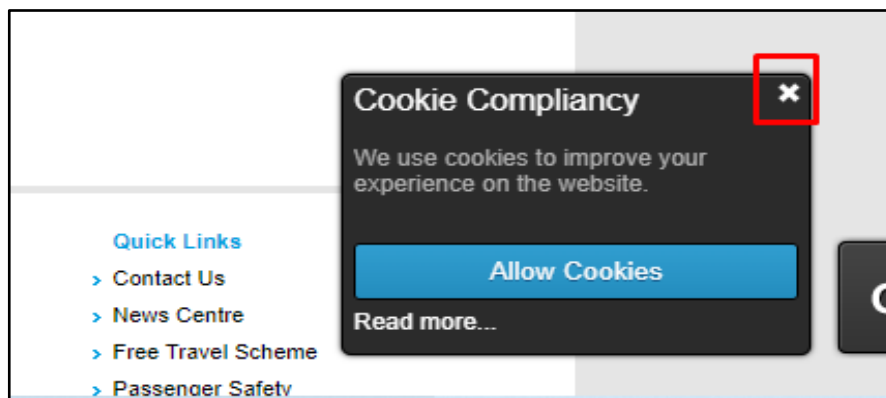 Cookie Compliancy
We use cookies to improve your
experience on the website.
Allow Cookies
Read more...
Quick Links
Contact Us
News Centre
Free Travel Scheme
Passenger Safety